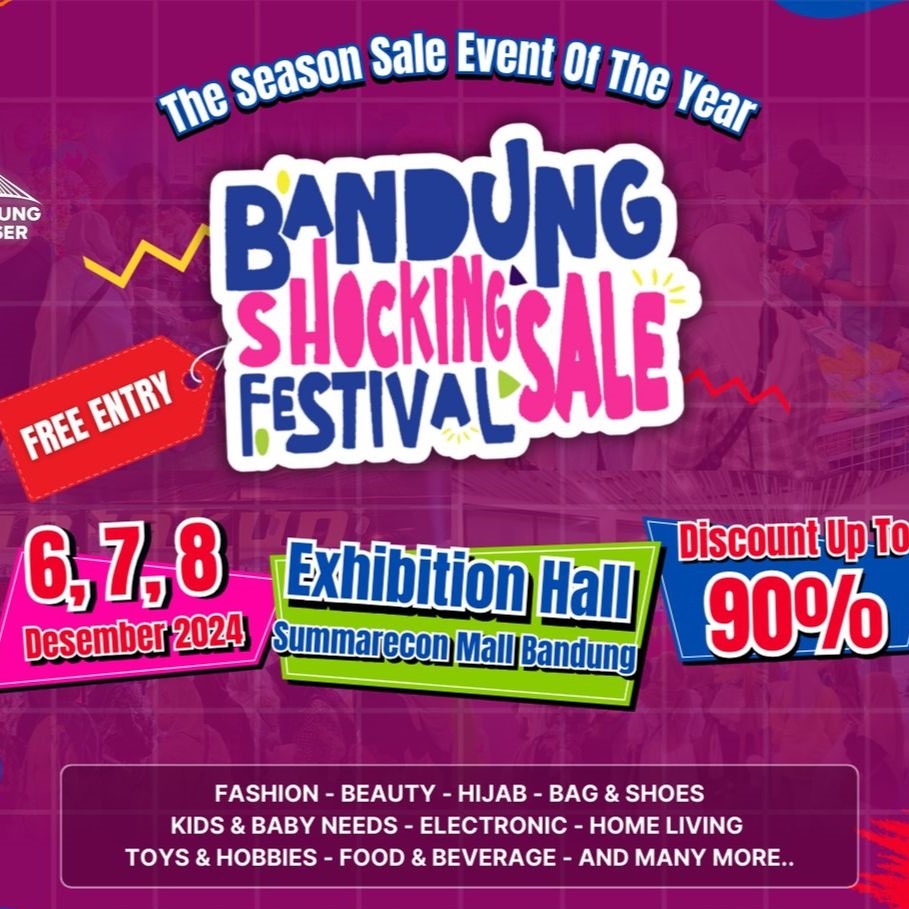 The Season Sale Event Of The Year
UNG
SER
BANDUNG
SHOCKING SALE
FESTIVAL
FREE ENTRY
6, 7, 8
Desember 2024
Exhibition Hall
Summarecon Mall Bandung
Discount Up To
90%
FASHION - BEAUTY - HIJAB - BAG & SHOES
KIDS & BABY NEEDS - ELECTRONIC - HOME LIVING
TOYS & HOBBIES - FOOD & BEVERAGE - AND MANY MORE..